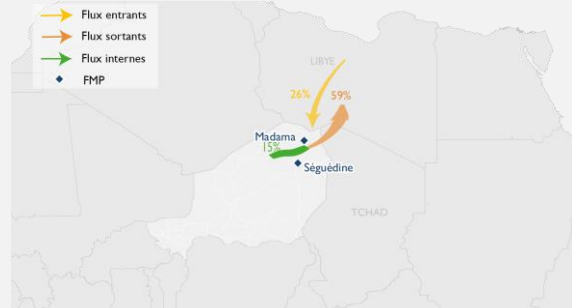 Flux entrants
Flux sortants
Flux internes
FMP
LIBYE
26%
59%
Madama
15%
Séguédine
TCHAD